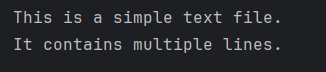 This is a simple text file.
It contains multiple lines.